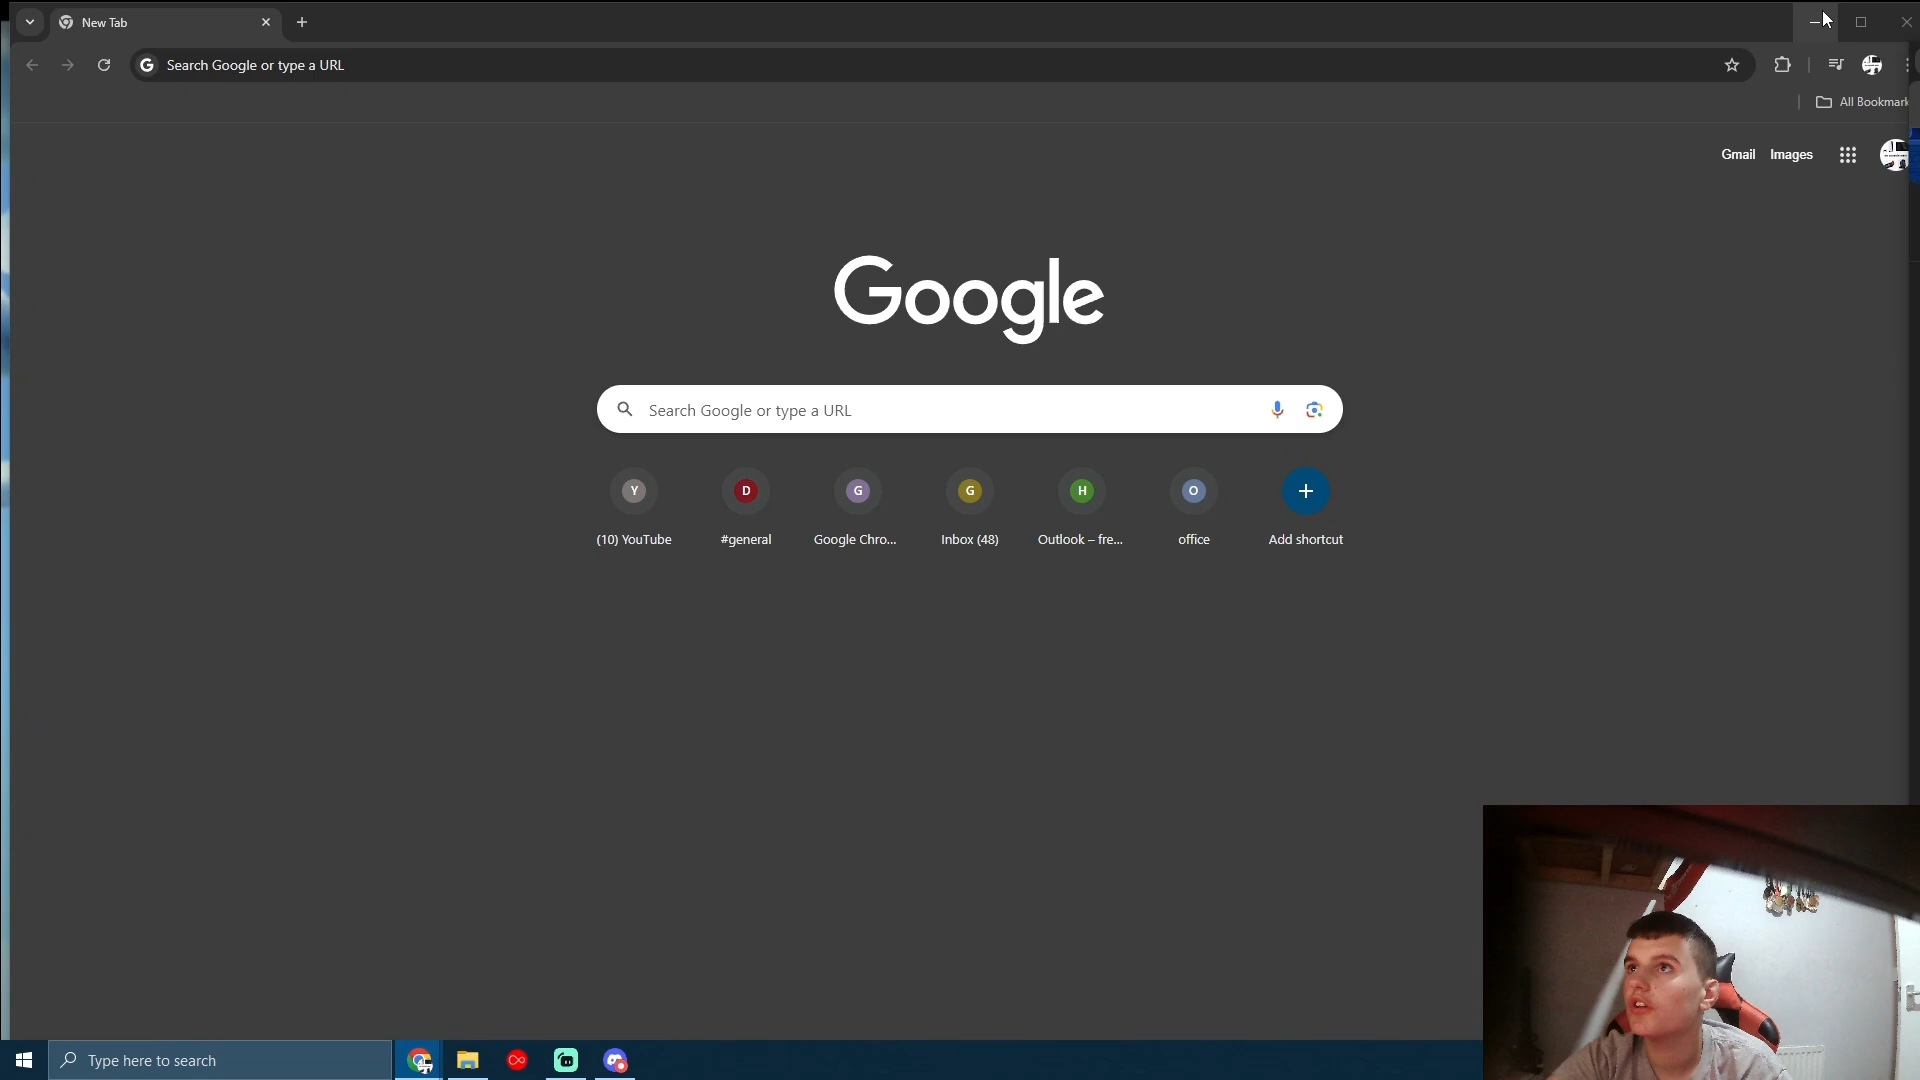 New Tab
Search Google or type a URL
All Bookmark
Gmail Images
Google
Search Google or type a URL
Y D G G H O
(10) YouTube #general Google Chro... Inbox (48) Outlook – fre... office Add shortcut
Type here to search